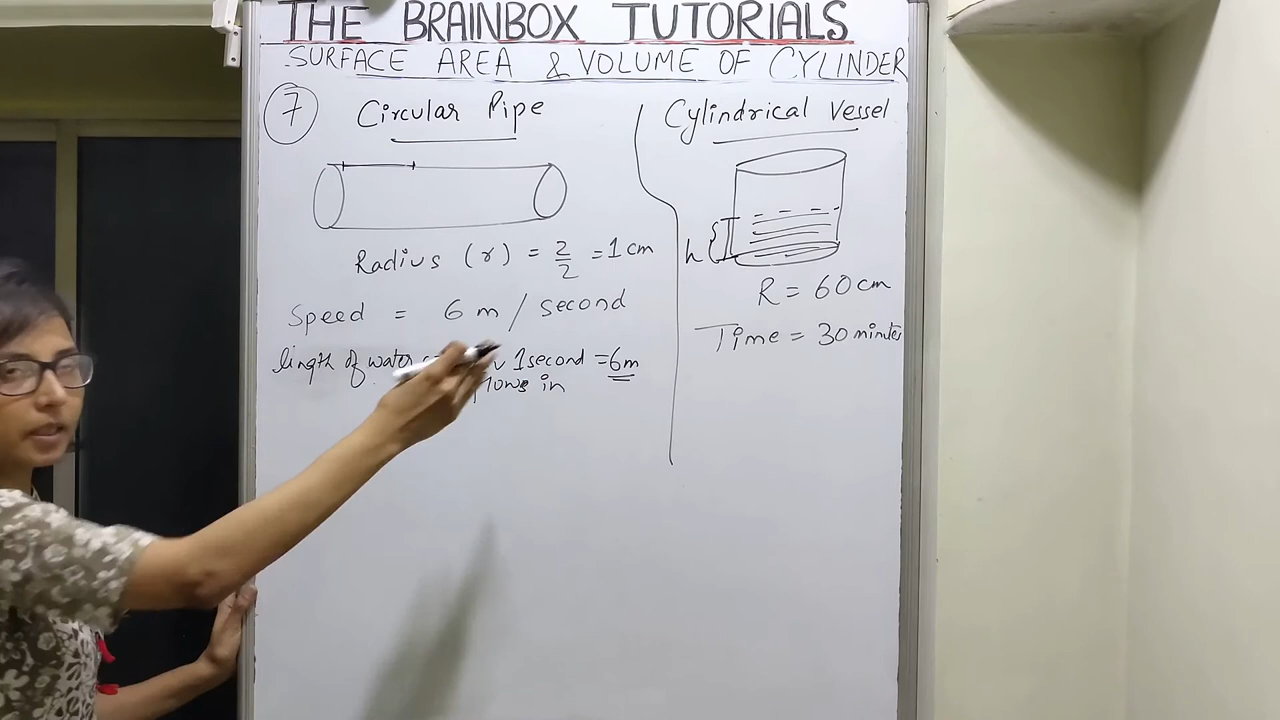 THE BRAINBOX TUTORIALS
SURFACE AREA & VOLUME OF CYLINDER
7 Circular Pipe
Radius (r) = 2/2 = 1 cm
Speed = 6 m / second
length of water 1second = 6m
flows in
Cylindrical Vessel
h
R = 60 cm
Time = 30 minutes